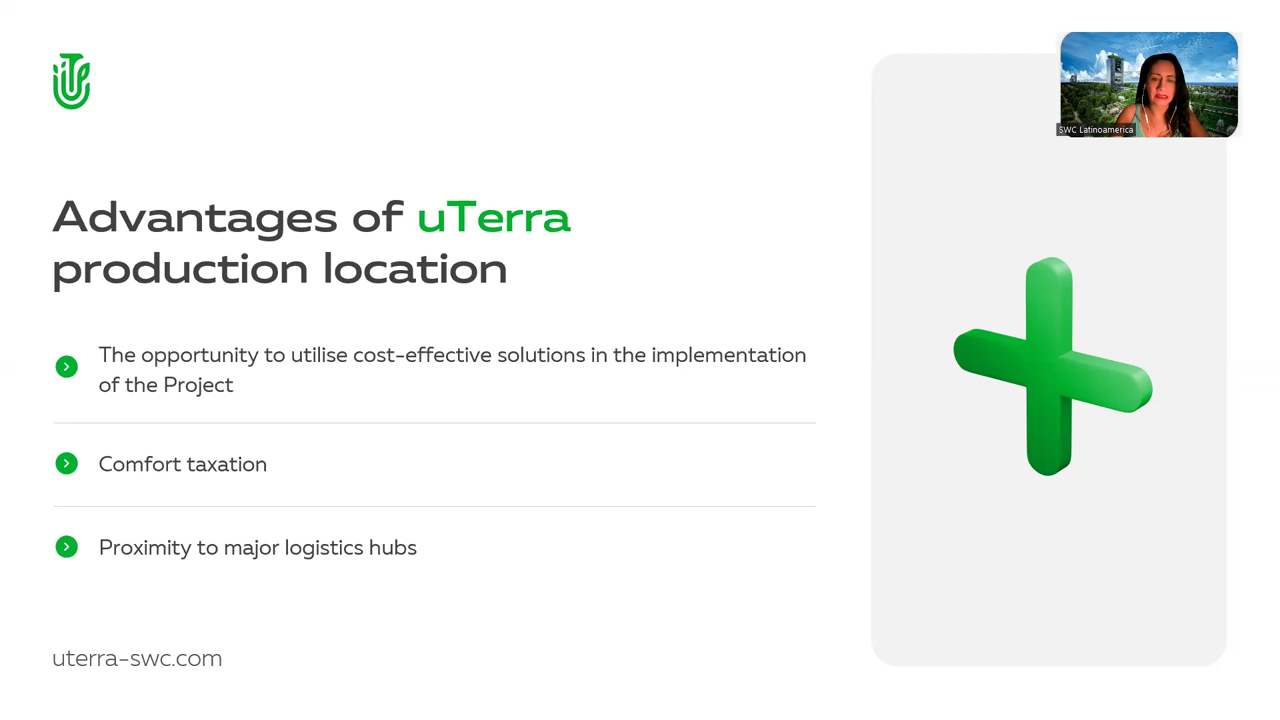 SWC Latinoamerica
Advantages of uTerra
production location
The opportunity to utilise cost-effective solutions in the implementation
of the Project
Comfort taxation
Proximity to major logistics hubs
uterra-swc.com